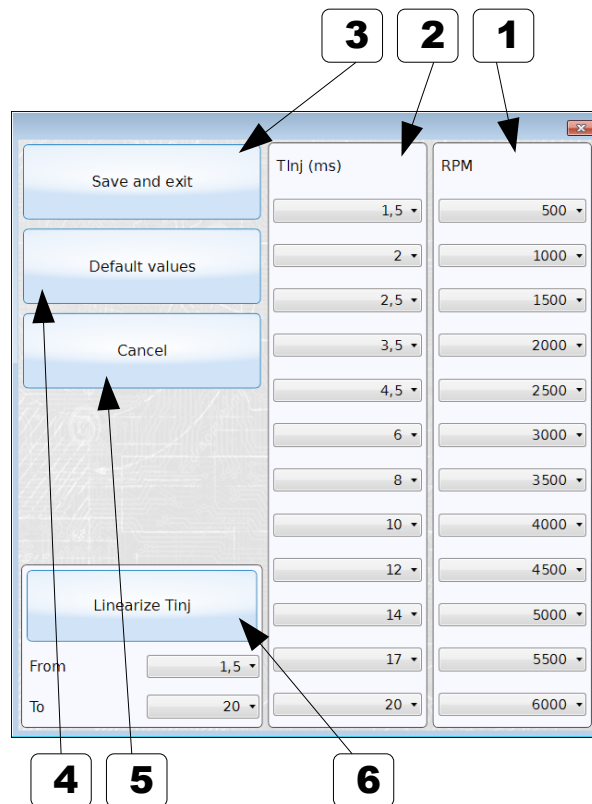 3 2 1
Save and exit
Default values
Cancel
TInj (ms)
1,5
2
2,5
3,5
4,5
6
8
10
12
14
17
20
RPM
500
1000
1500
2000
2500
3000
3500
4000
4500
5000
5500
6000
Linearize Tinj
From 1,5
To 20
4 5 6